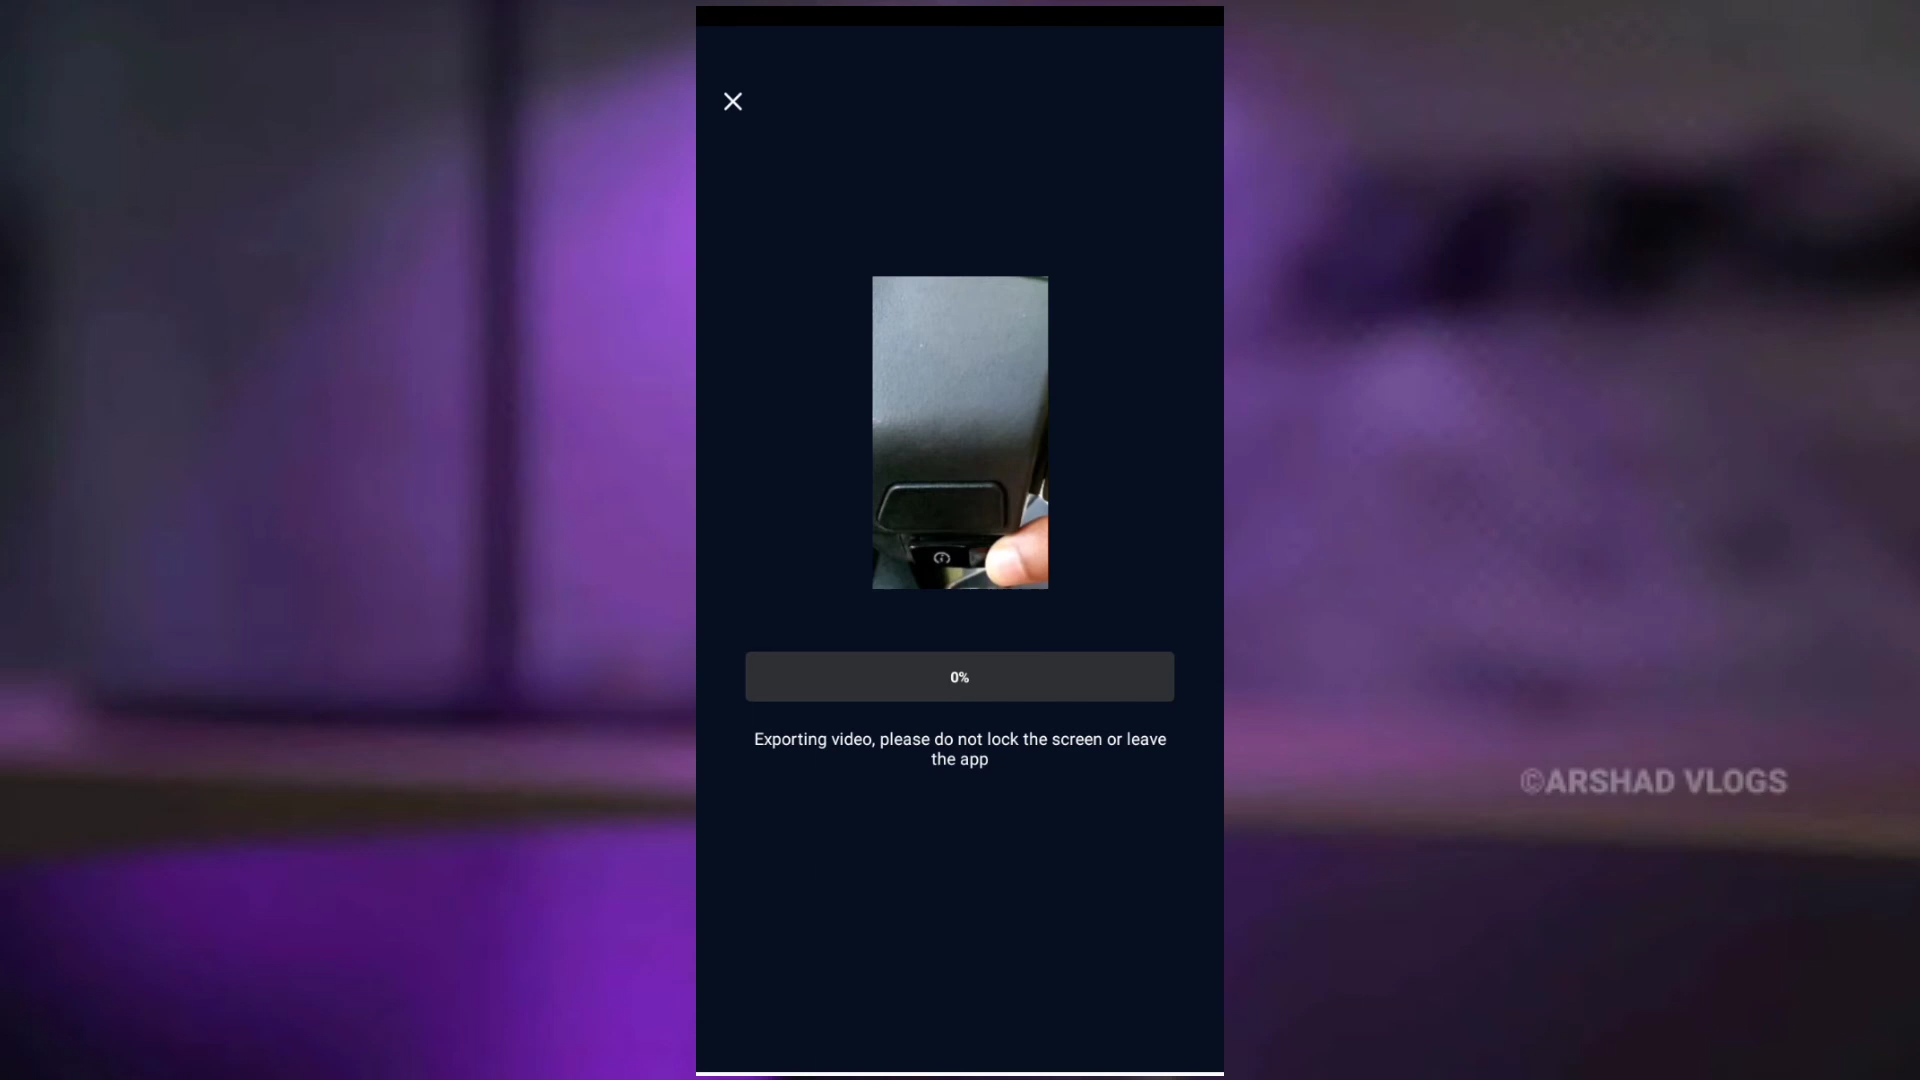 0%
Exporting video, please do not lock the screen or leave
the app
©ARSHAD VLOGS